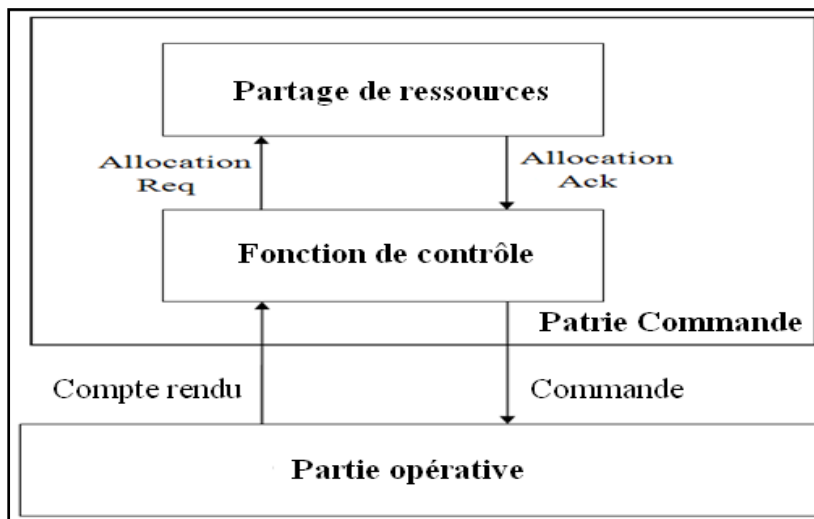 Partage de ressources
Allocation
Req
Allocation
Ack
Fonction de contrôle
Patrie Commande
Compte rendu
Commande
Partie opérative